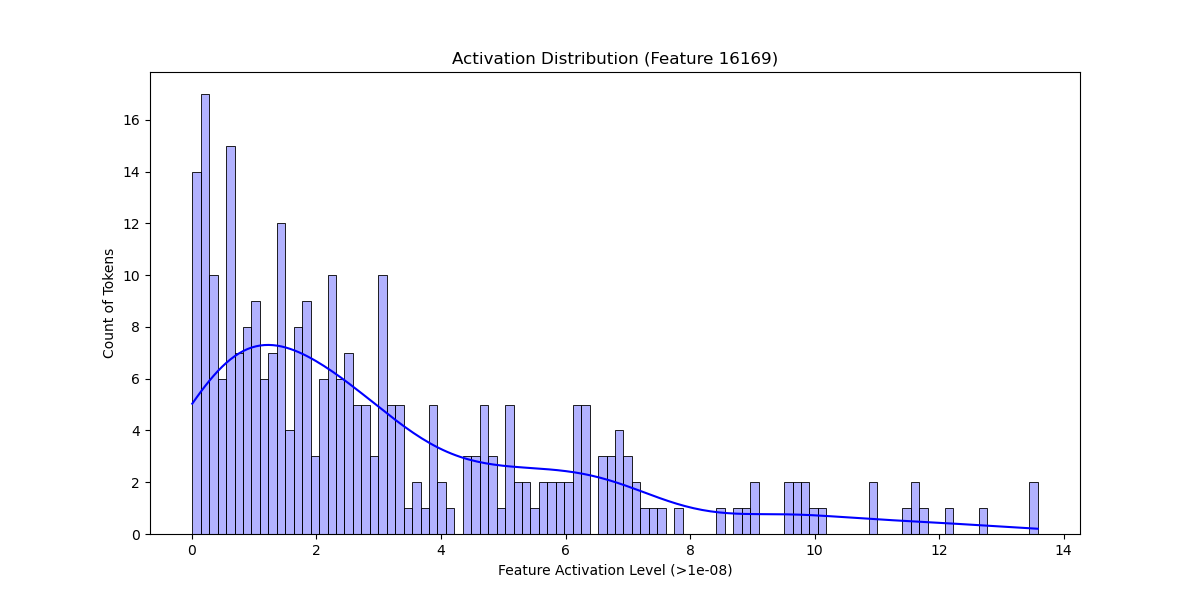 Activation Distribution (Feature 16169)
Count of Tokens
16
14
12
10
8
6
4
2
0
0 2 4 6 8 10 12 14
Feature Activation Level (>1e-08)